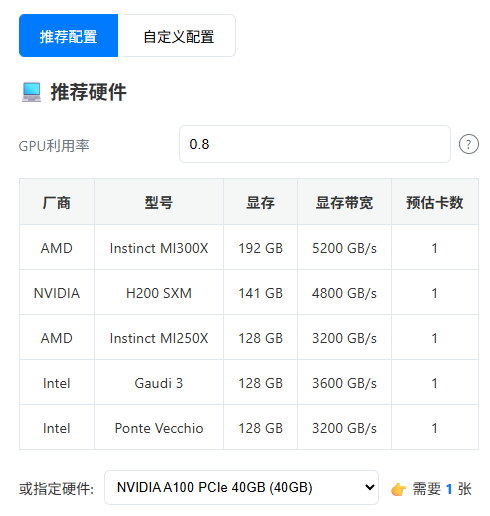 推荐配置 自定义配置
推荐硬件
GPU利用率 0.8 ?
厂商 型号 显存 显存带宽 预估卡数
AMD Instinct MI300X 192 GB 5200 GB/s 1
NVIDIA H200 SXM 141 GB 4800 GB/s 1
AMD Instinct MI250X 128 GB 3200 GB/s 1
Intel Gaudi 3 128 GB 3600 GB/s 1
Intel Ponte Vecchio 128 GB 3200 GB/s 1
或指定硬件: NVIDIA A100 PCIe 40GB (40GB) 👉 需要 1 张